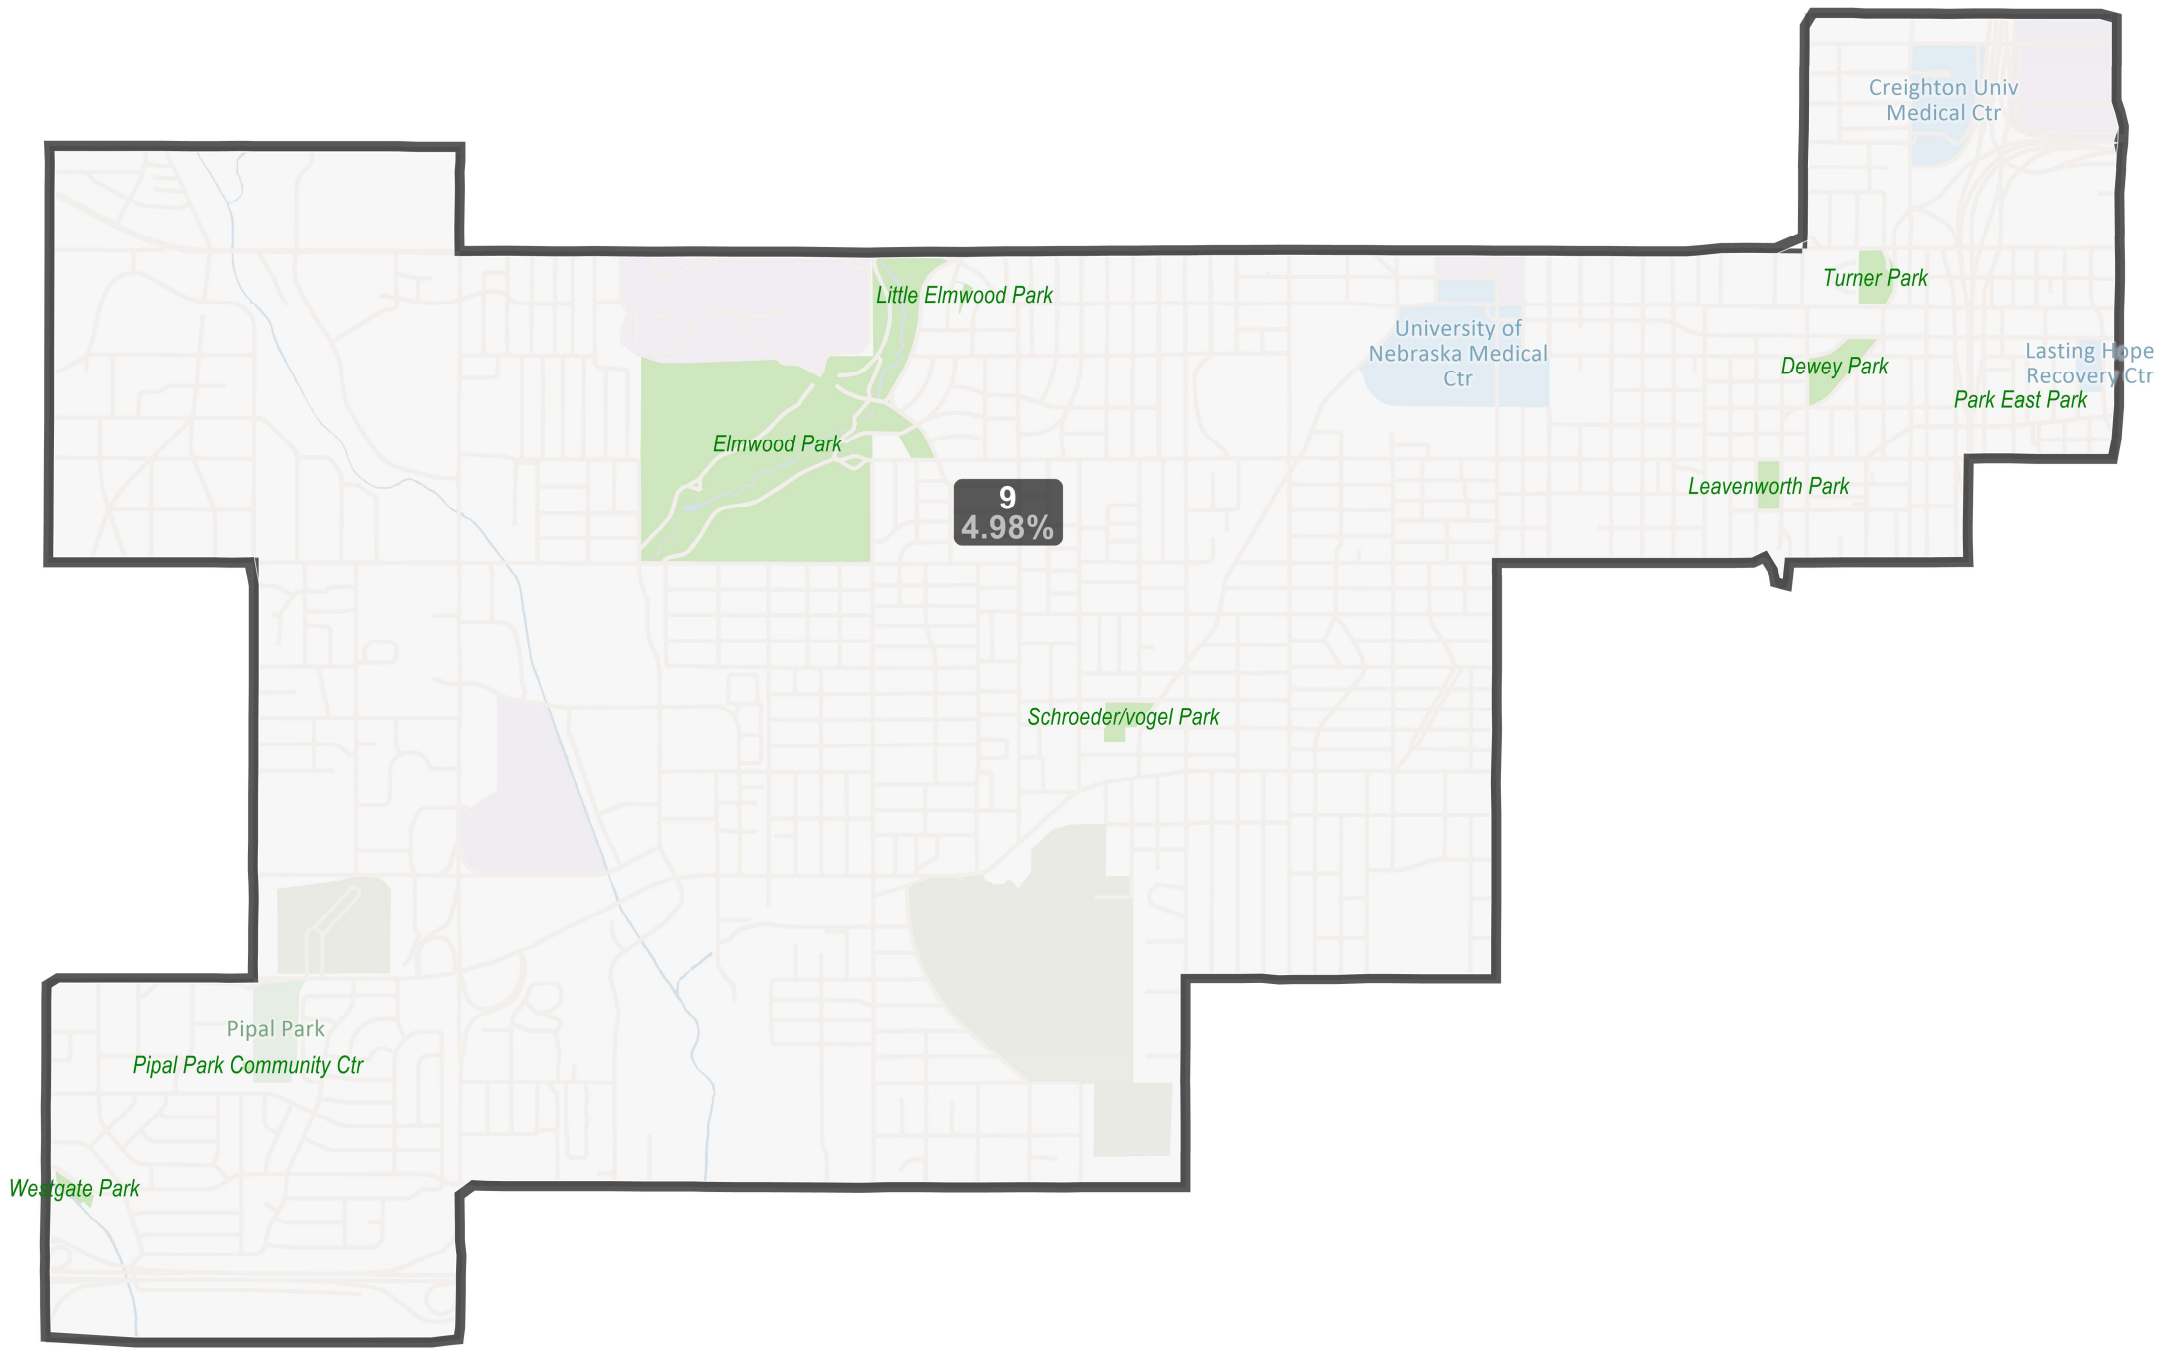 Creighton Univ
Medical Ctr
Turner Park
Little Elmwood Park
University of
Nebraska Medical
Ctr
Lasting Hope
Recovery Ctr
Dewey Park
Park East Park
Elmwood Park
Leavenworth Park
9
4.98%
Schroeder/vogel Park
Pipal Park
Pipal Park Community Ctr
Westgate Park